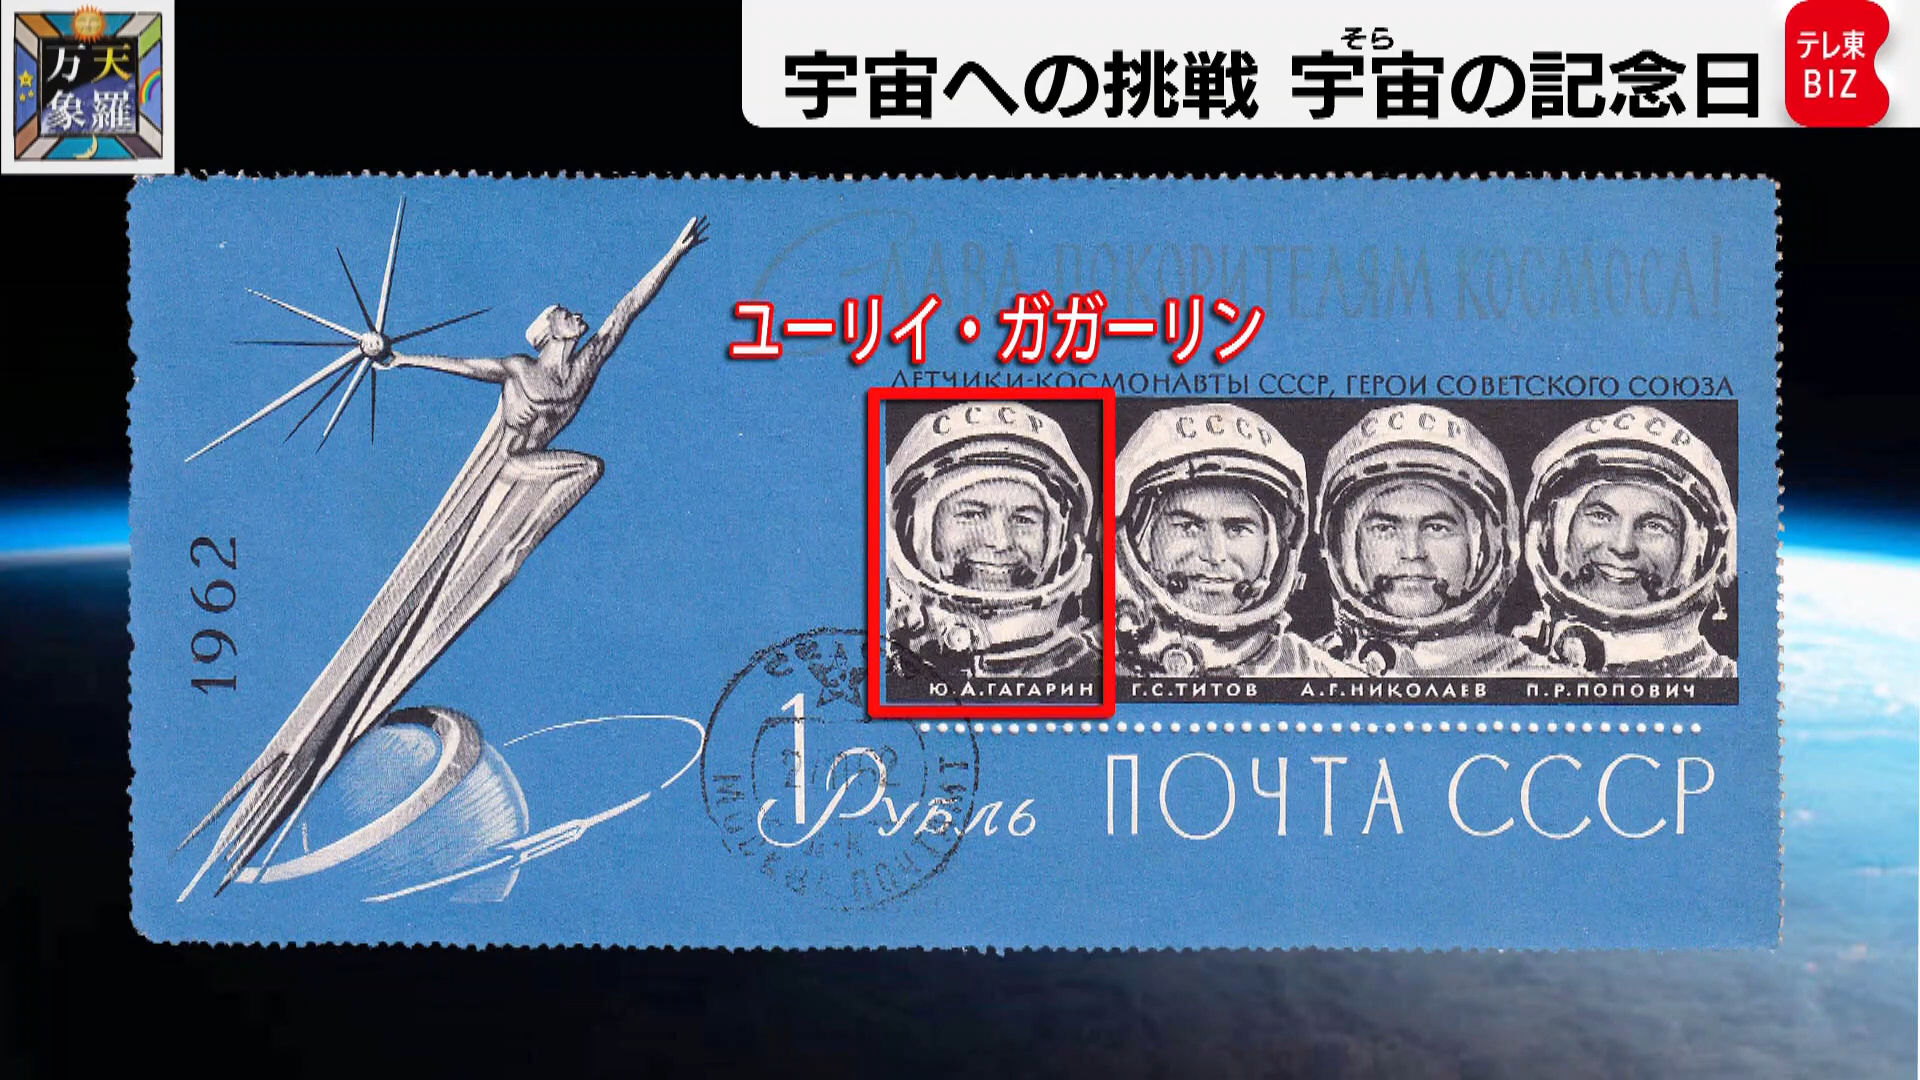 天羅
万象
宇宙への挑戦 宇宙の記念日
そら
テレ東
BIZ
СЛАВА ПОКОРИТЕЛЯМ КОСМОСА!
ユーリイ・ガガーリン
ЛЕТЧИКИ-КОСМОНАВТЫ СССР, ГЕРОИ СОВЕТСКОГО СОЮЗА
СССР
СССР
СССР
СССР
Ю.А.ГАГАРИН
Г.С.ТИТОВ
А.Г.НИКОЛАЕВ
П.Р.ПОПОВИЧ
1962
1 Рубль
ПОЧТА СССР
МОСКВА ПОЧТАМТ